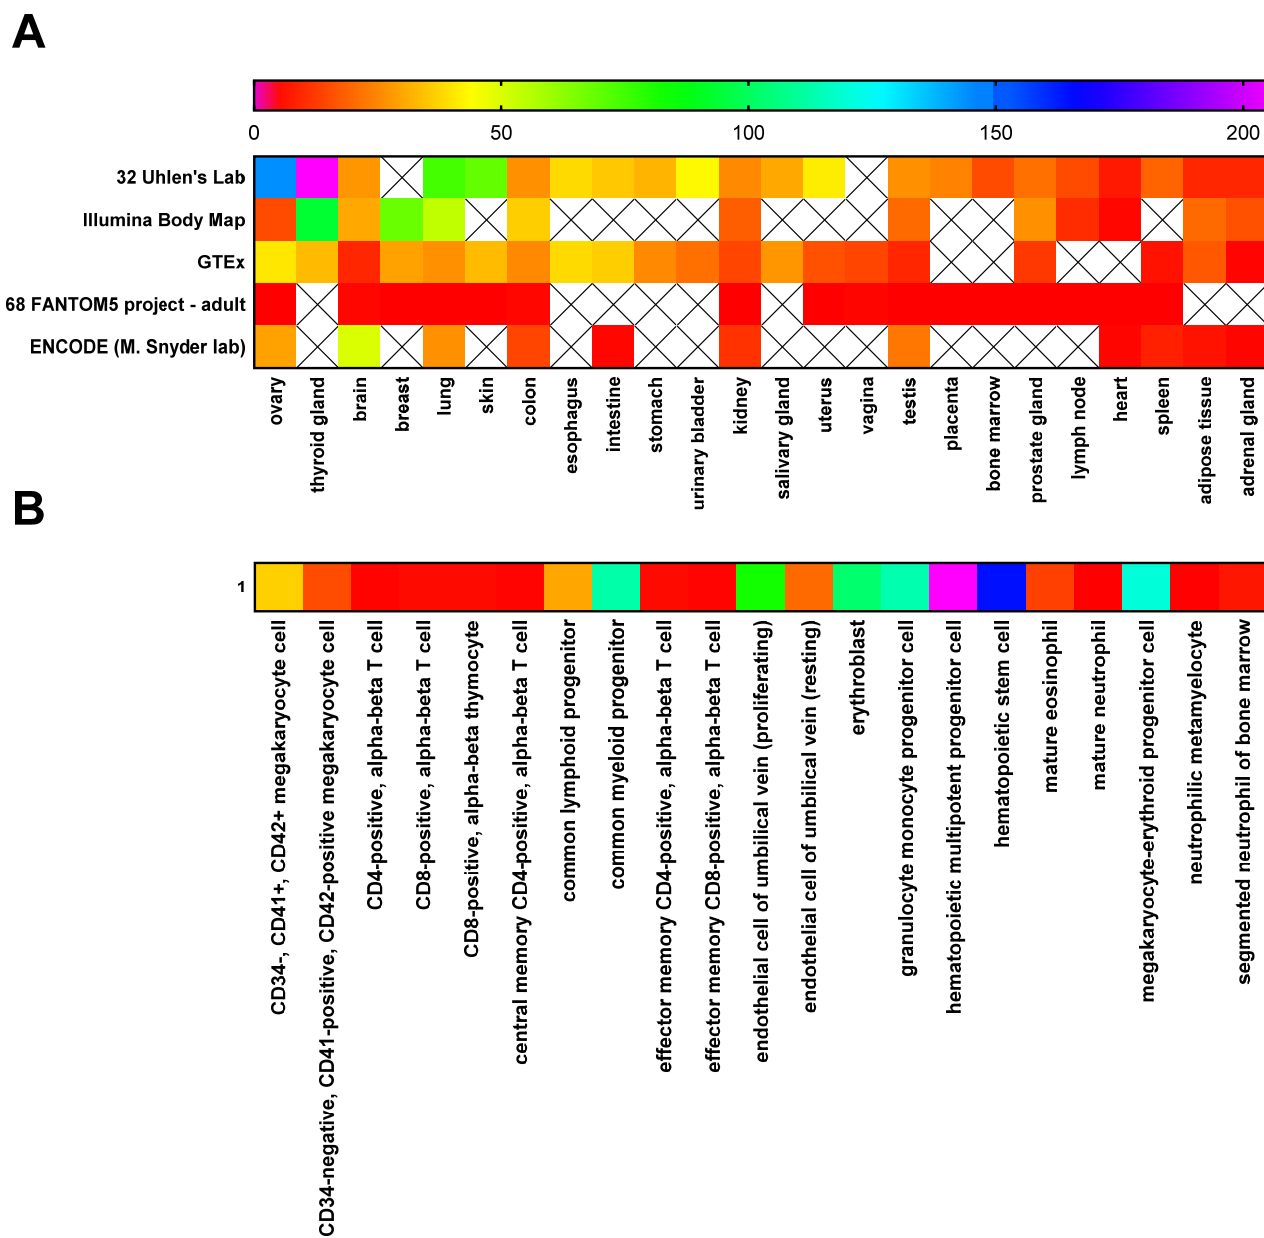 A
0 50 100 150 200
32 Uhlen's Lab
Illumina Body Map
GTEx
68 FANTOM5 project - adult
ENCODE (M. Snyder lab)
ovary
thyroid gland
brain
breast
lung
skin
colon
esophagus
intestine
stomach
urinary bladder
kidney
salivary gland
uterus
vagina
testis
placenta
bone marrow
prostate gland
lymph node
heart
spleen
adipose tissue
adrenal gland
B
1
CD34-, CD41+, CD42+ megakaryocyte cell
CD34-negative, CD41-positive, CD42-positive megakaryocyte cell
CD4-positive, alpha-beta T cell
CD8-positive, alpha-beta T cell
CD8-positive, alpha-beta thymocyte
central memory CD4-positive, alpha-beta T cell
common lymphoid progenitor
common myeloid progenitor
effector memory CD4-positive, alpha-beta T cell
effector memory CD8-positive, alpha-beta T cell
endothelial cell of umbilical vein (proliferating)
endothelial cell of umbilical vein (resting)
erythroblast
granulocyte monocyte progenitor cell
hematopoietic multipotent progenitor cell
hematopoietic stem cell
mature eosinophil
mature neutrophil
megakaryocyte-erythroid progenitor cell
neutrophilic metamyelocyte
segmented neutrophil of bone marrow